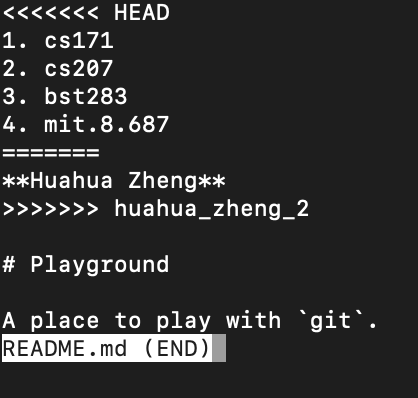 <<<<<<< HEAD
1. cs171
2. cs207
3. bst283
4. mit.8.687
=======
**Huahua Zheng**
>>>>>>> huahua_zheng_2
# Playground
A place to play with `git`.
README.md (END)